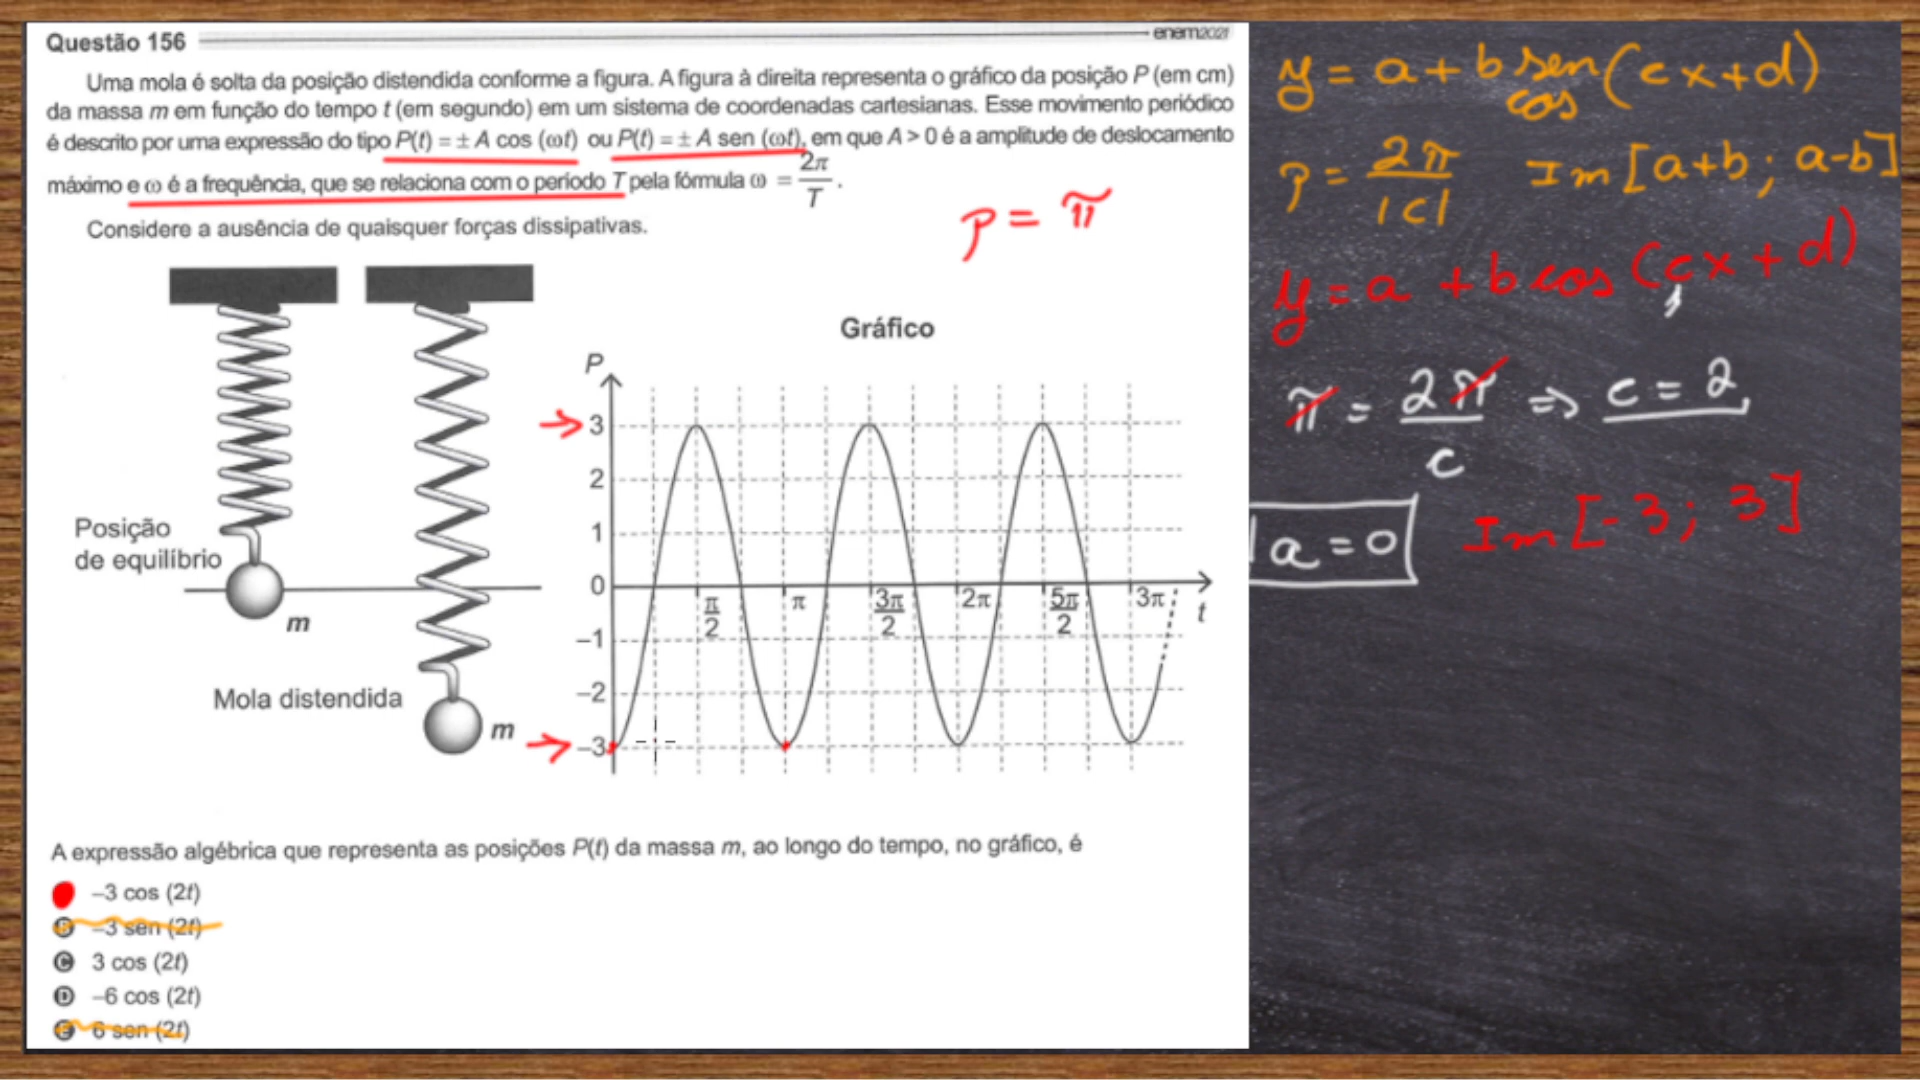 Questão 156
enem2021
Uma mola é solta da posição distendida conforme a figura. A figura à direita representa o gráfico da posição P (em cm)
da massa m em função do tempo t (em segundo) em um sistema de coordenadas cartesianas. Esse movimento periódico
é descrito por uma expressão do tipo P(t) = ± A cos (ωt) ou P(t) = ± A sen (ωt), em que A > 0 é a amplitude de deslocamento
máximo e ω é a frequência, que se relaciona com o período T pela fórmula ω = 2π/T.
Considere a ausência de quaisquer forças dissipativas.
p = π
Gráfico
P
3
2
1
0
–1
–2
–3
π/2
π
3π/2
2π
5π/2
3π
t
Posição
de equilíbrio
m
Mola distendida
m
A expressão algébrica que representa as posições P(t) da massa m, ao longo do tempo, no gráfico, é
–3 cos (2t)
B –3 sen (2t)
C 3 cos (2t)
D –6 cos (2t)
E 6 sen (2t)
y = a + b sen (cx + d)
cos
p = 2π/|c| Im [a+b; a-b]
y = a + b cos (cx + d)
π = 2π/c ⇒ c = 2
a = 0 Im [-3; 3]